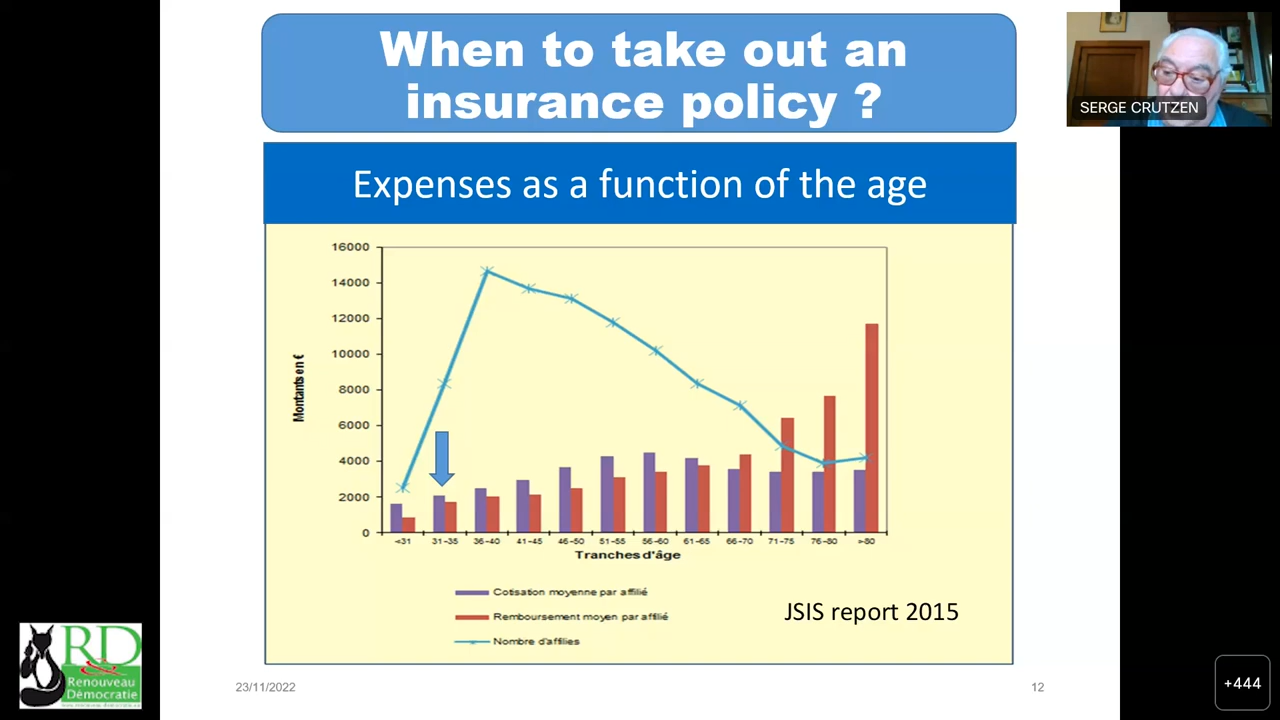 When to take out an
insurance policy ?
SERGE CRUTZEN
Expenses as a function of the age
16000
14000
12000
10000
8000
6000
4000
2000
0
Montants en €
<31
31-35
36-40
41-45
46-50
51-55
56-60
61-65
66-70
71-75
76-80
>80
Tranches d'âge
Cotisation moyenne par affilié
Remboursement moyen par affilié
Nombre d'affiliés
JSIS report 2015
RD
Renouveau
Démocratie
23/11/2022
12
+444